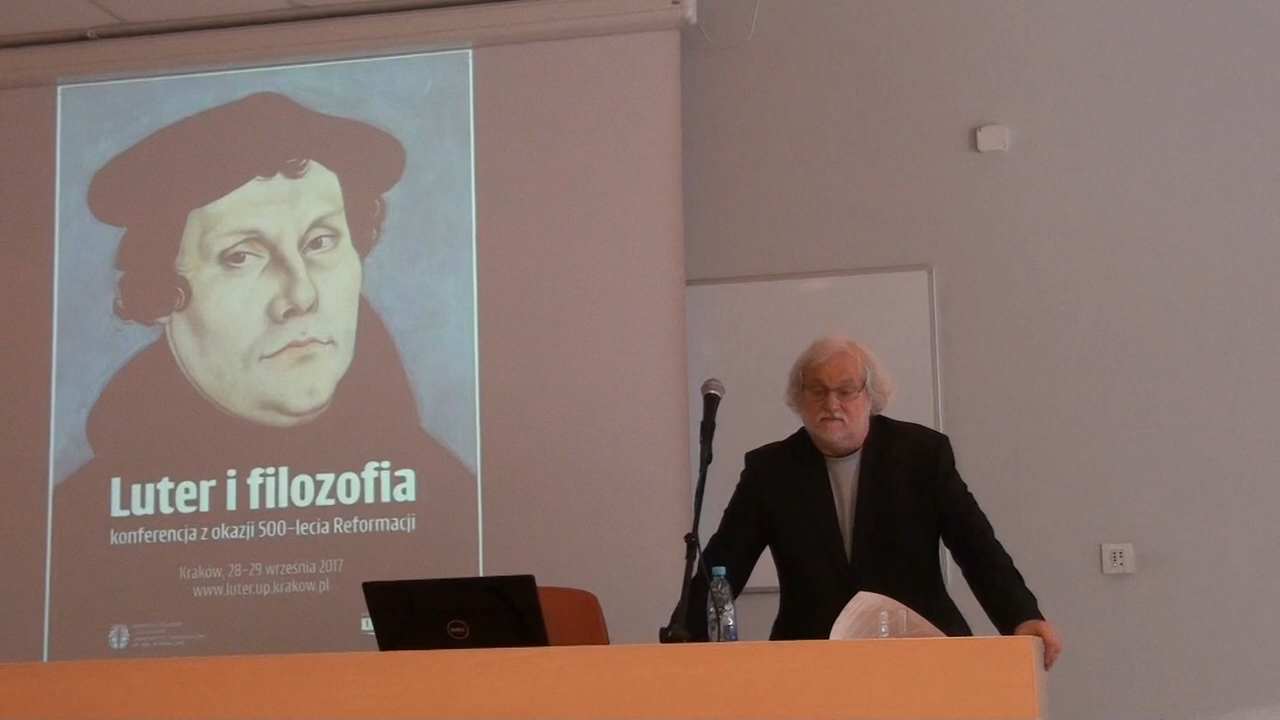 Luter i filozofia
konferencja z okazji 500-lecia Reformacji
Kraków, 28-29 września 2017
www.luter.up.krakow.pl
DELL